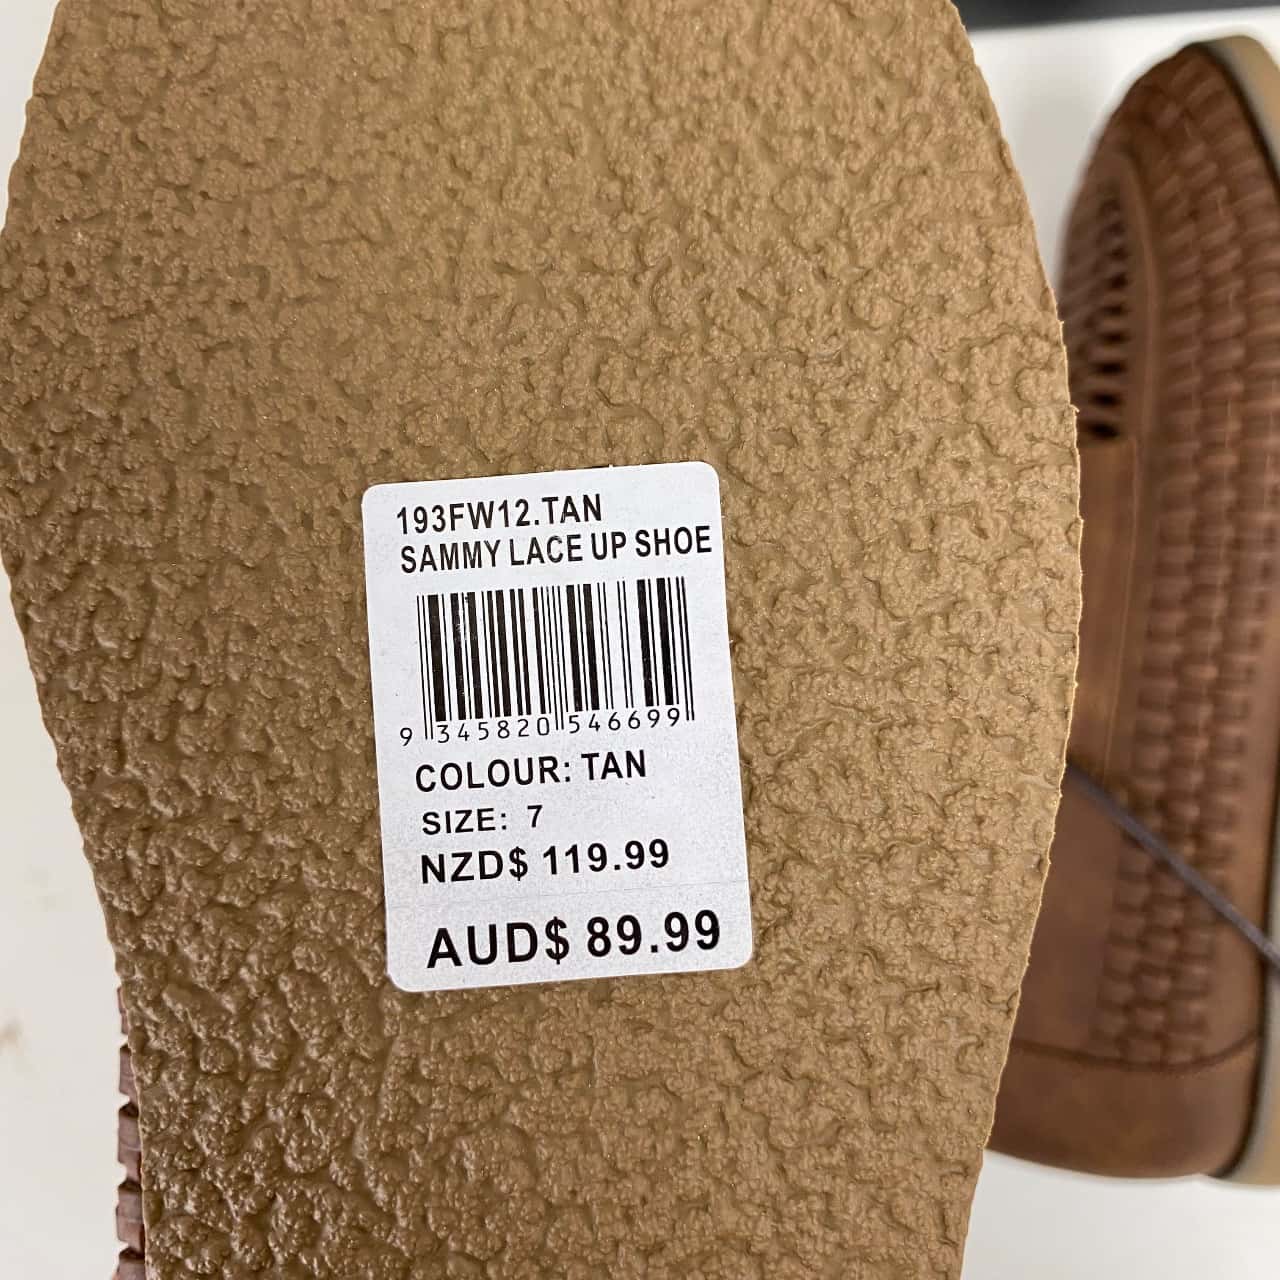 193FW12.TAN
SAMMY LACE UP SHOE
9 345820 546699
COLOUR: TAN
SIZE: 7
NZD$ 119.99
AUD$ 89.99